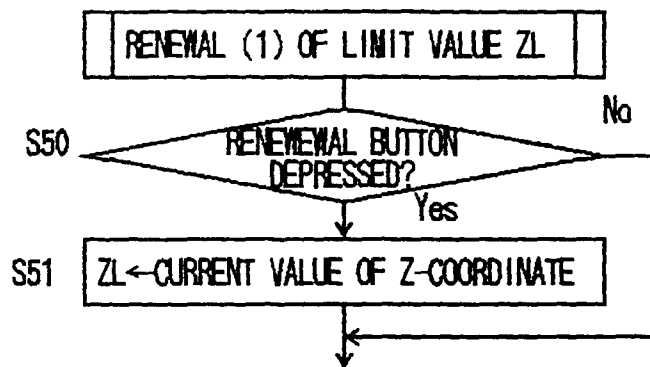 RENEWAL (1) OF LIMIT VALUE ZL
No
S50
RENEWEWAL BUTTON
DEPRESSED?
Yes
S51
ZL←CURRENT VALUE OF Z-COORDINATE